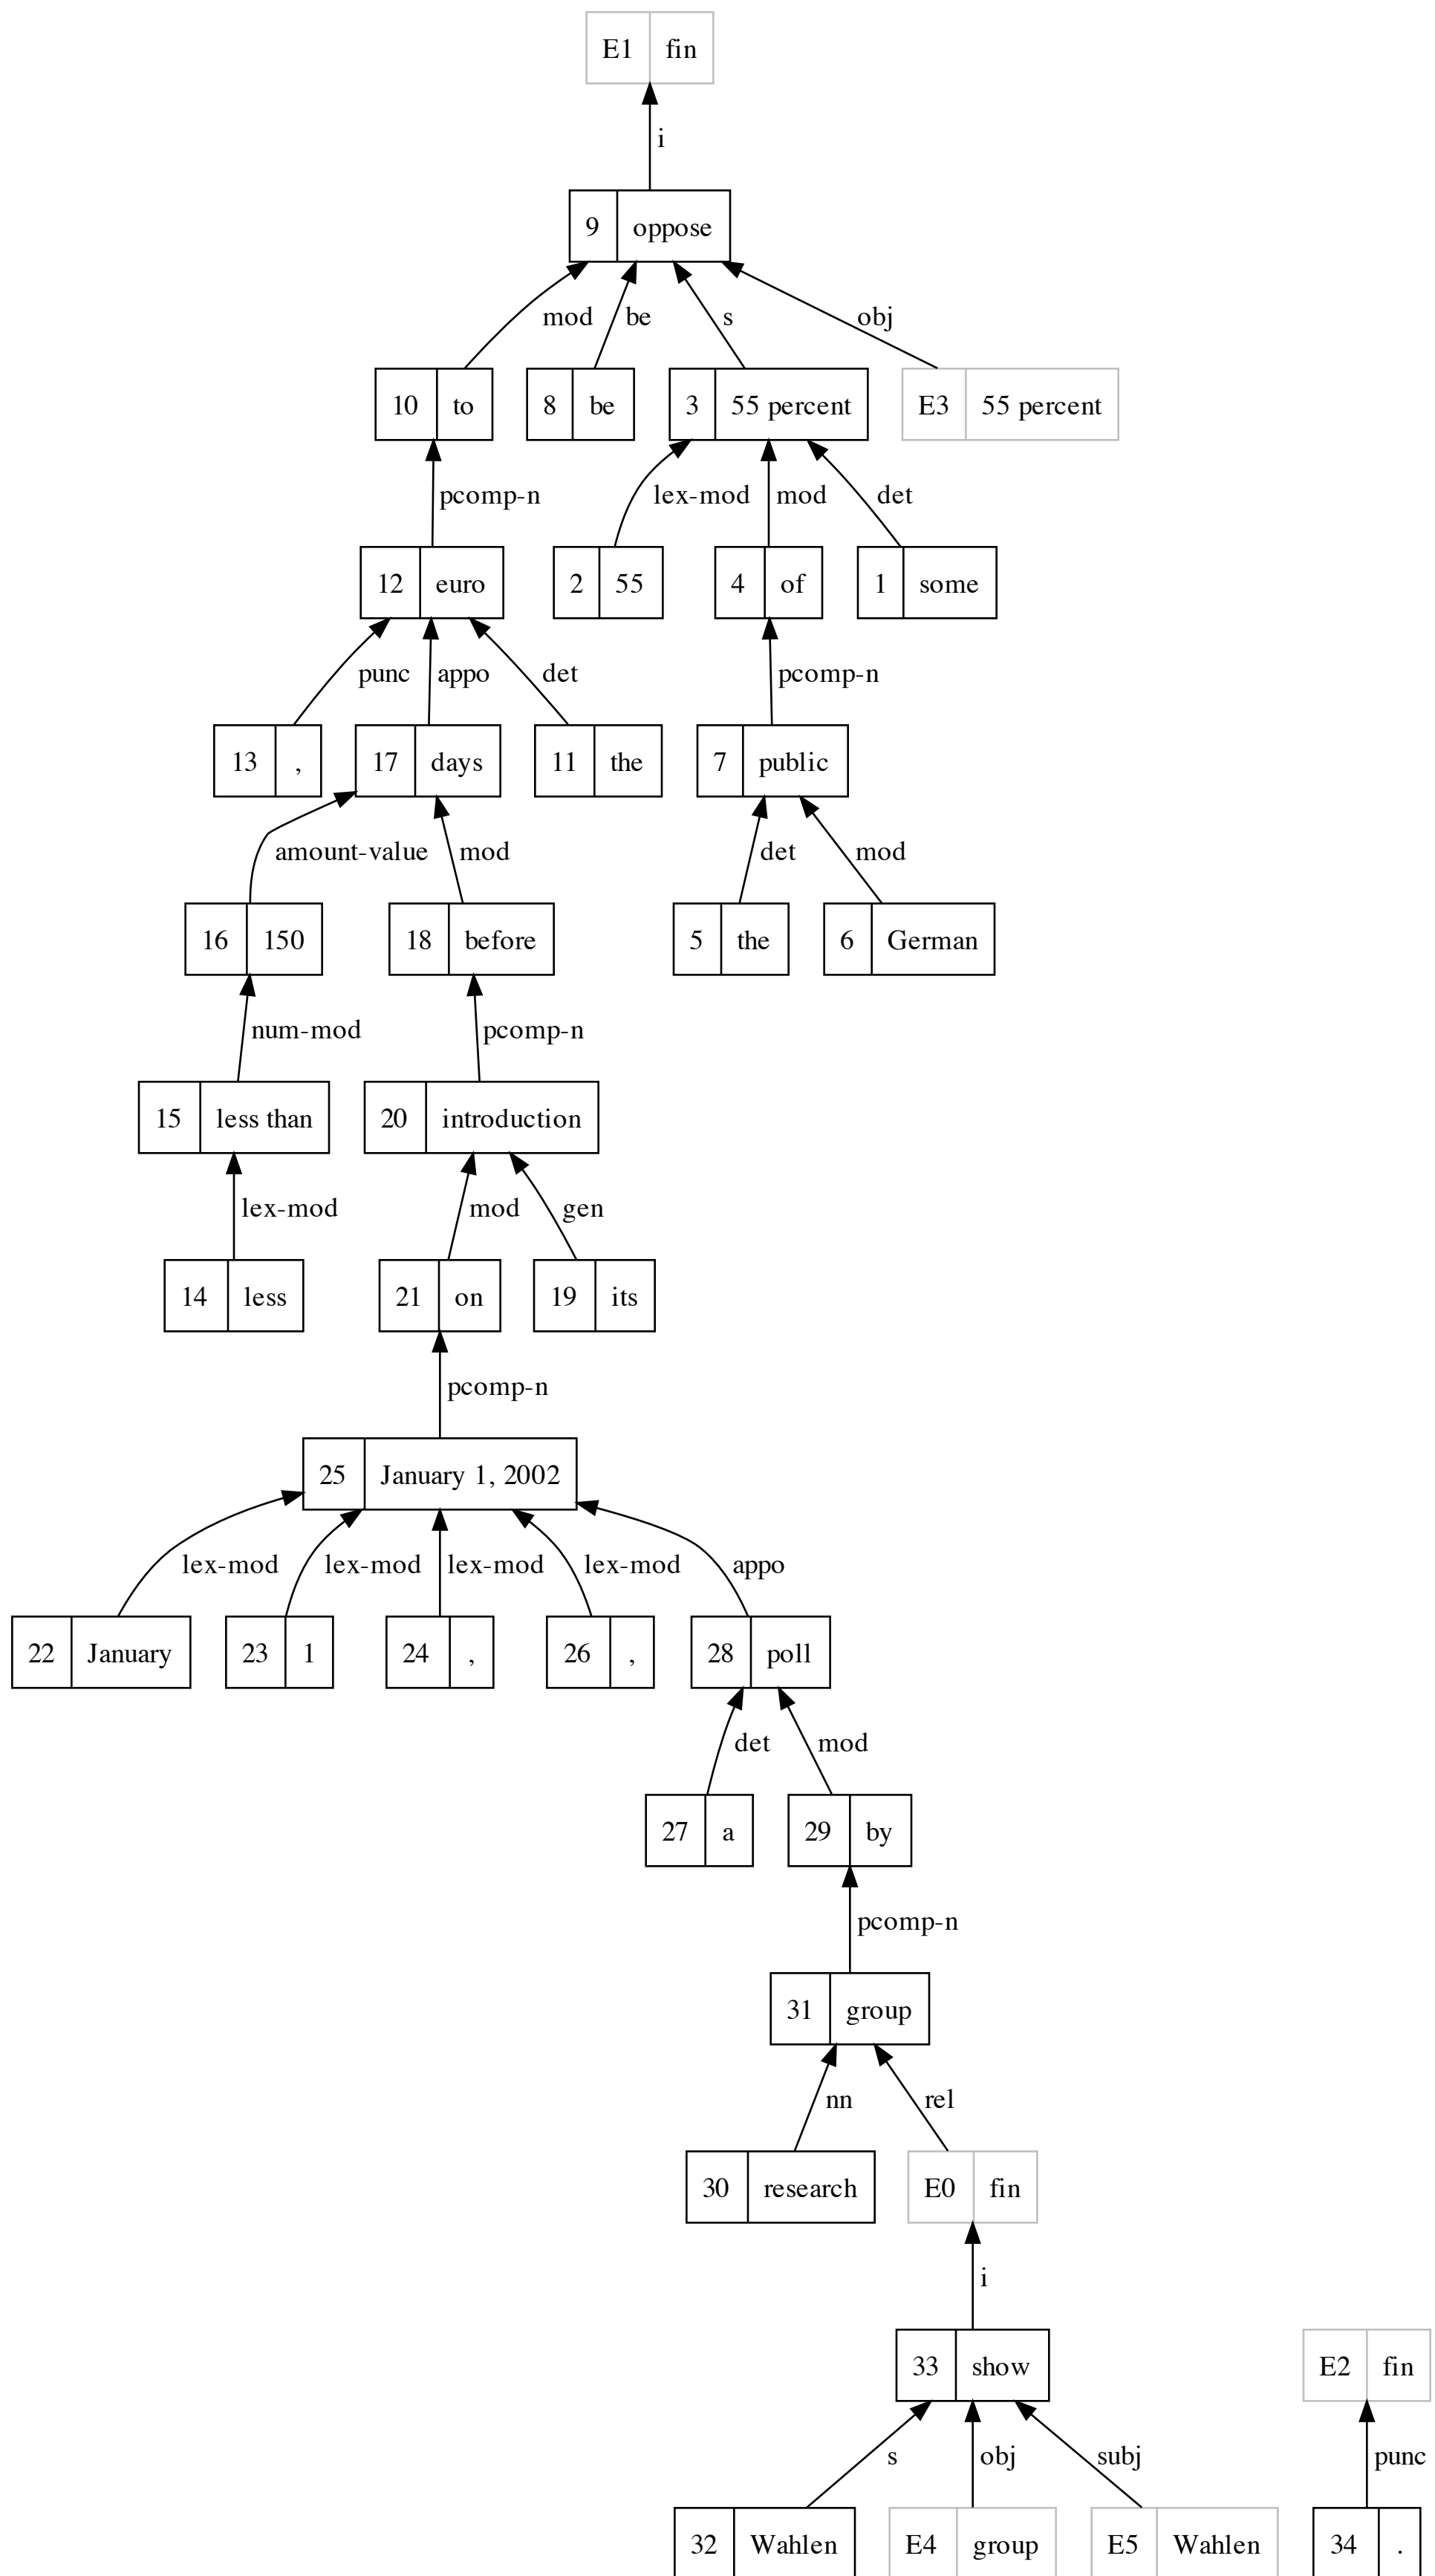 E1 fin
i
9 oppose
mod be s obj
10 to 8 be 3 55 percent E3 55 percent
pcomp-n lex-mod mod det
12 euro 2 55 4 of 1 some
punc appo det pcomp-n
13 , 17 days 11 the 7 public
amount-value mod det mod
16 150 18 before 5 the 6 German
num-mod pcomp-n
15 less than 20 introduction
lex-mod mod gen
14 less 21 on 19 its
pcomp-n
25 January 1, 2002
lex-mod lex-mod lex-mod lex-mod appo
22 January 23 1 24 , 26 , 28 poll
det mod
27 a 29 by
pcomp-n
31 group
nn rel
30 research E0 fin
i
33 show E2 fin
s obj subj punc
32 Wahlen E4 group E5 Wahlen 34 .